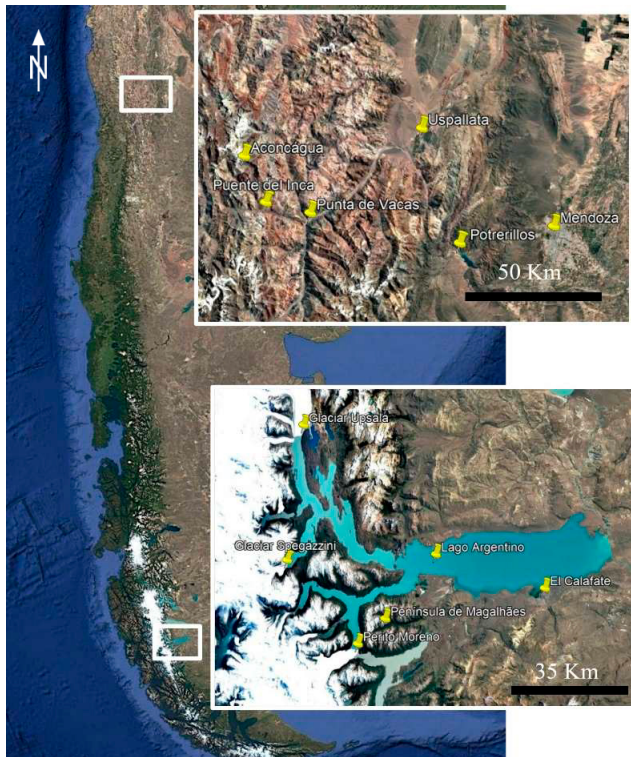 N
Uspallata
Aconcágua
Puente del Inca
Punta de Vacas
Mendoza
Potrerillos
50 Km
Glaciar Upsala
Glaciar Spegazzini
Lago Argentino
El Calafate
Península de Magalhães
Perito Moreno
35 Km